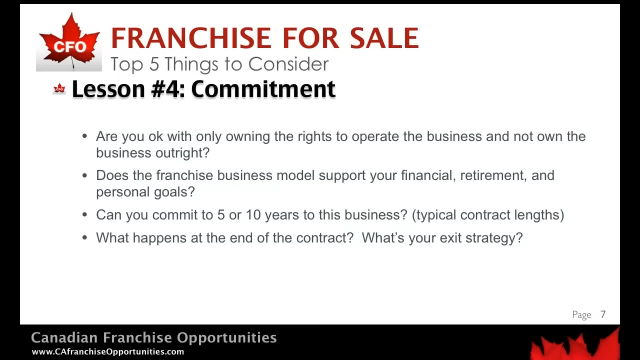 CFO
FRANCHISE FOR SALE
Top 5 Things to Consider
Lesson #4: Commitment
• Are you ok with only owning the rights to operate the business and not own the
business outright?
• Does the franchise business model support your financial, retirement, and
personal goals?
• Can you commit to 5 or 10 years to this business? (typical contract lengths)
• What happens at the end of the contract?  What's your exit strategy?
Page 7
Canadian Franchise Opportunities
www.CAfranchiseOpportunities.com